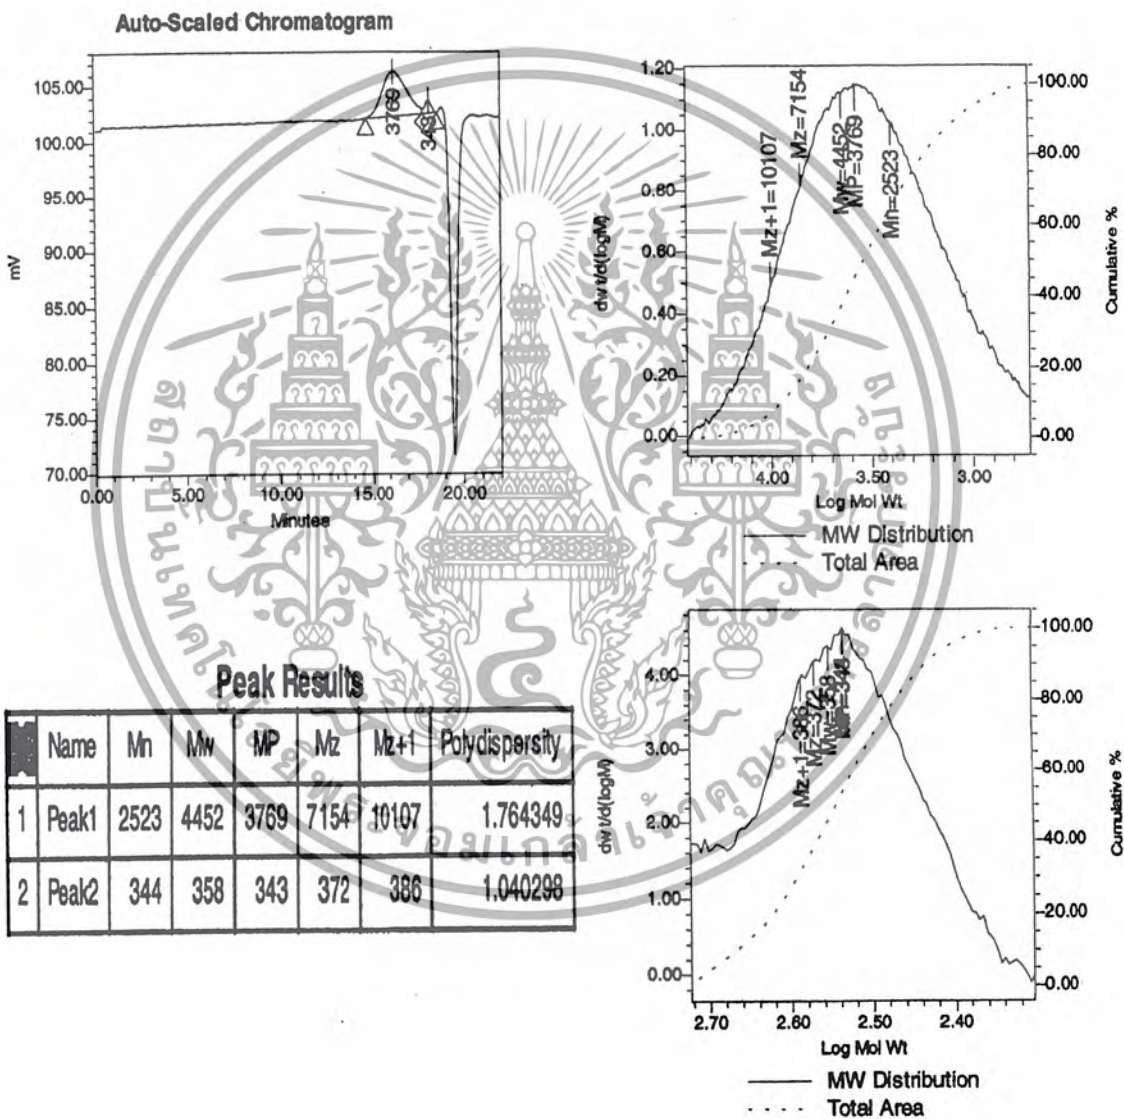 Auto-Scaled Chromatogram
105.00
100.00
95.00
90.00
85.00
80.00
75.00
70.00
mV
3769
343
0.00 5.00 10.00 15.00 20.00
Minutes
1.20
1.00
0.80
0.60
0.40
0.20
0.00
dwt/d(logM)
Mz+1=10107
Mz=7154
Mw=4452
MP=3769
Mn=2523
100.00
80.00
60.00
40.00
20.00
0.00
Cumulative %
4.00 3.50 3.00
Log Mol Wt
MW Distribution
Total Area
Peak Results
Name Mn Mw MP Mz Mz+1 Polydispersity
1 Peak1 2523 4452 3769 7154 10107 1.764349
2 Peak2 344 358 343 372 386 1.040298
4.00
3.00
2.00
1.00
0.00
dwt/d(logM)
Mz+1=386
Mz=372
Mw=358
100.00
80.00
60.00
40.00
20.00
0.00
Cumulative %
2.70 2.60 2.50 2.40
Log Mol Wt
MW Distribution
Total Area